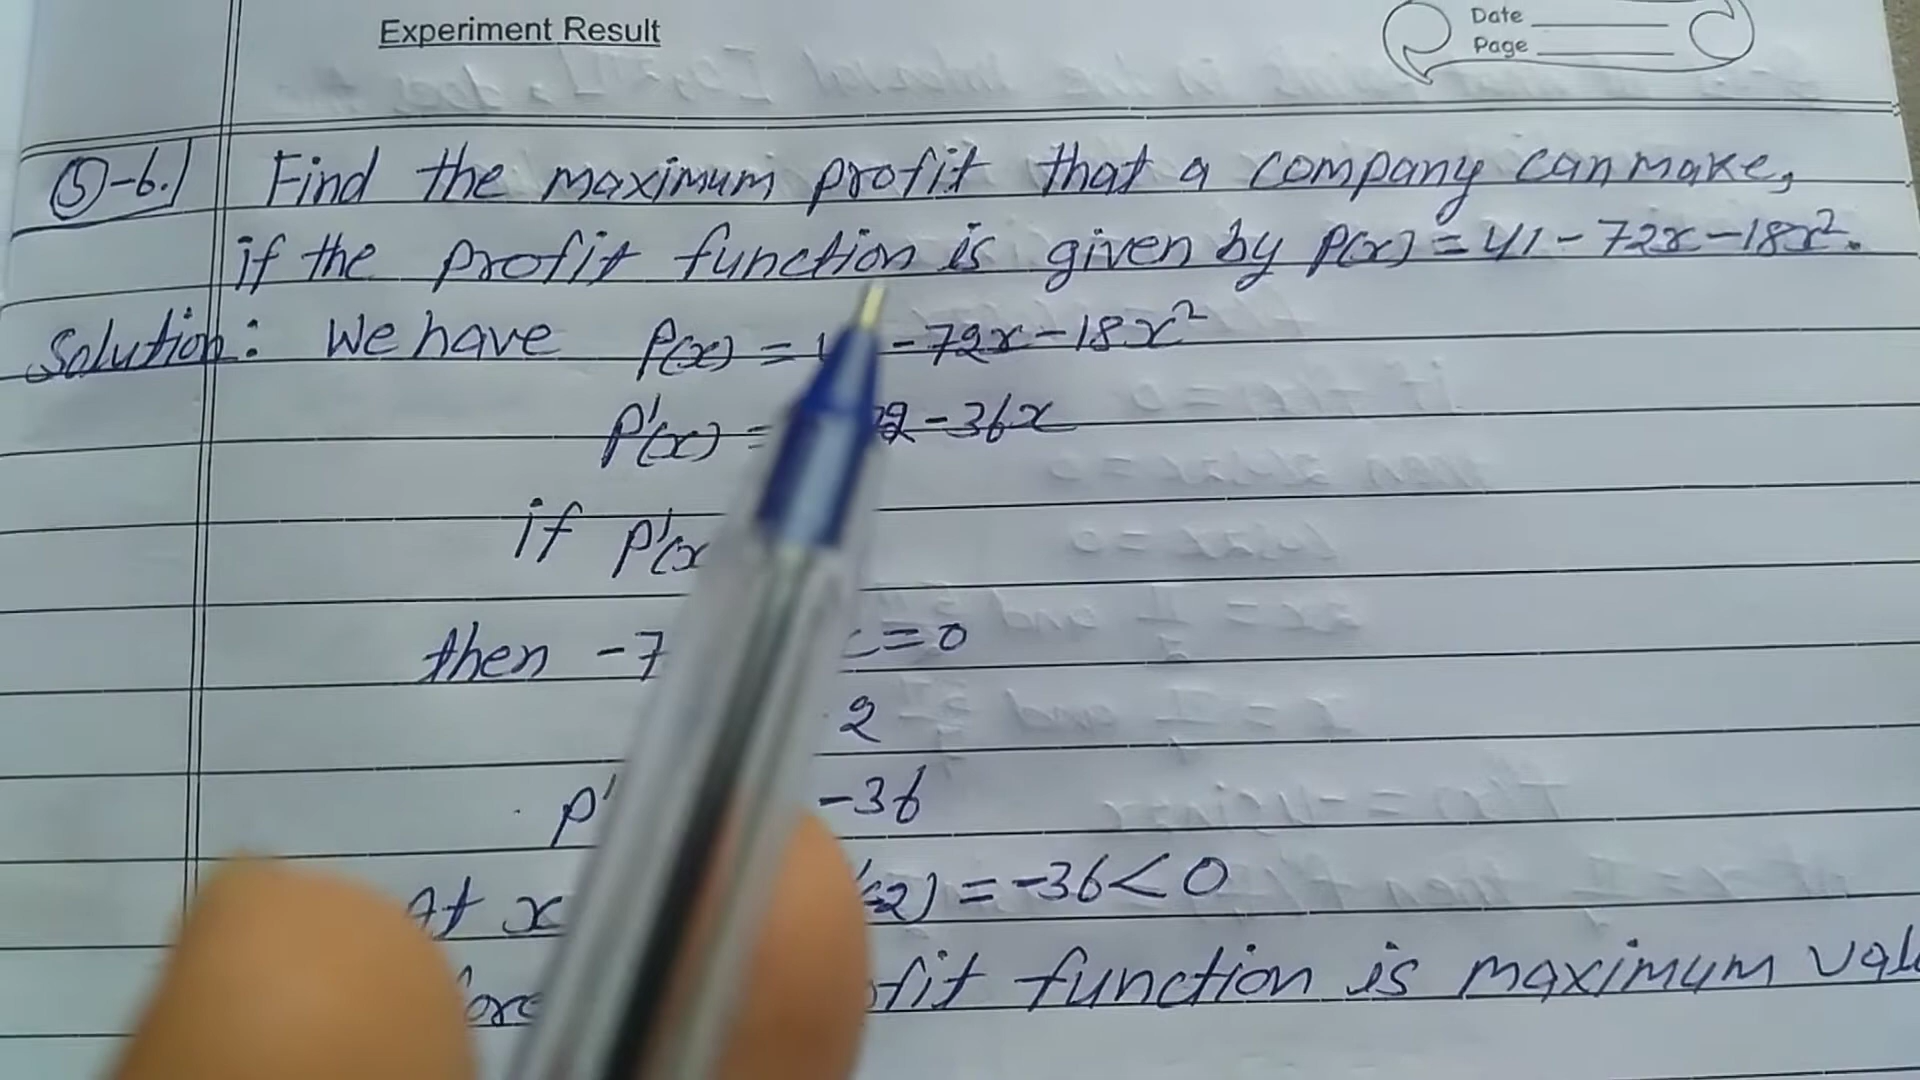 Experiment Result
Date
Page
5-6. Find the maximum profit that a company can make,
if the profit function is given by P(x) = 41 - 72x - 18x².
Solution: We have P(x) = - 72x - 18x²
P'(x) = 2 - 36x
if P'(x
then -7 = 0
2
P' -36
At x 2) = -36 < 0
fit function is maximum